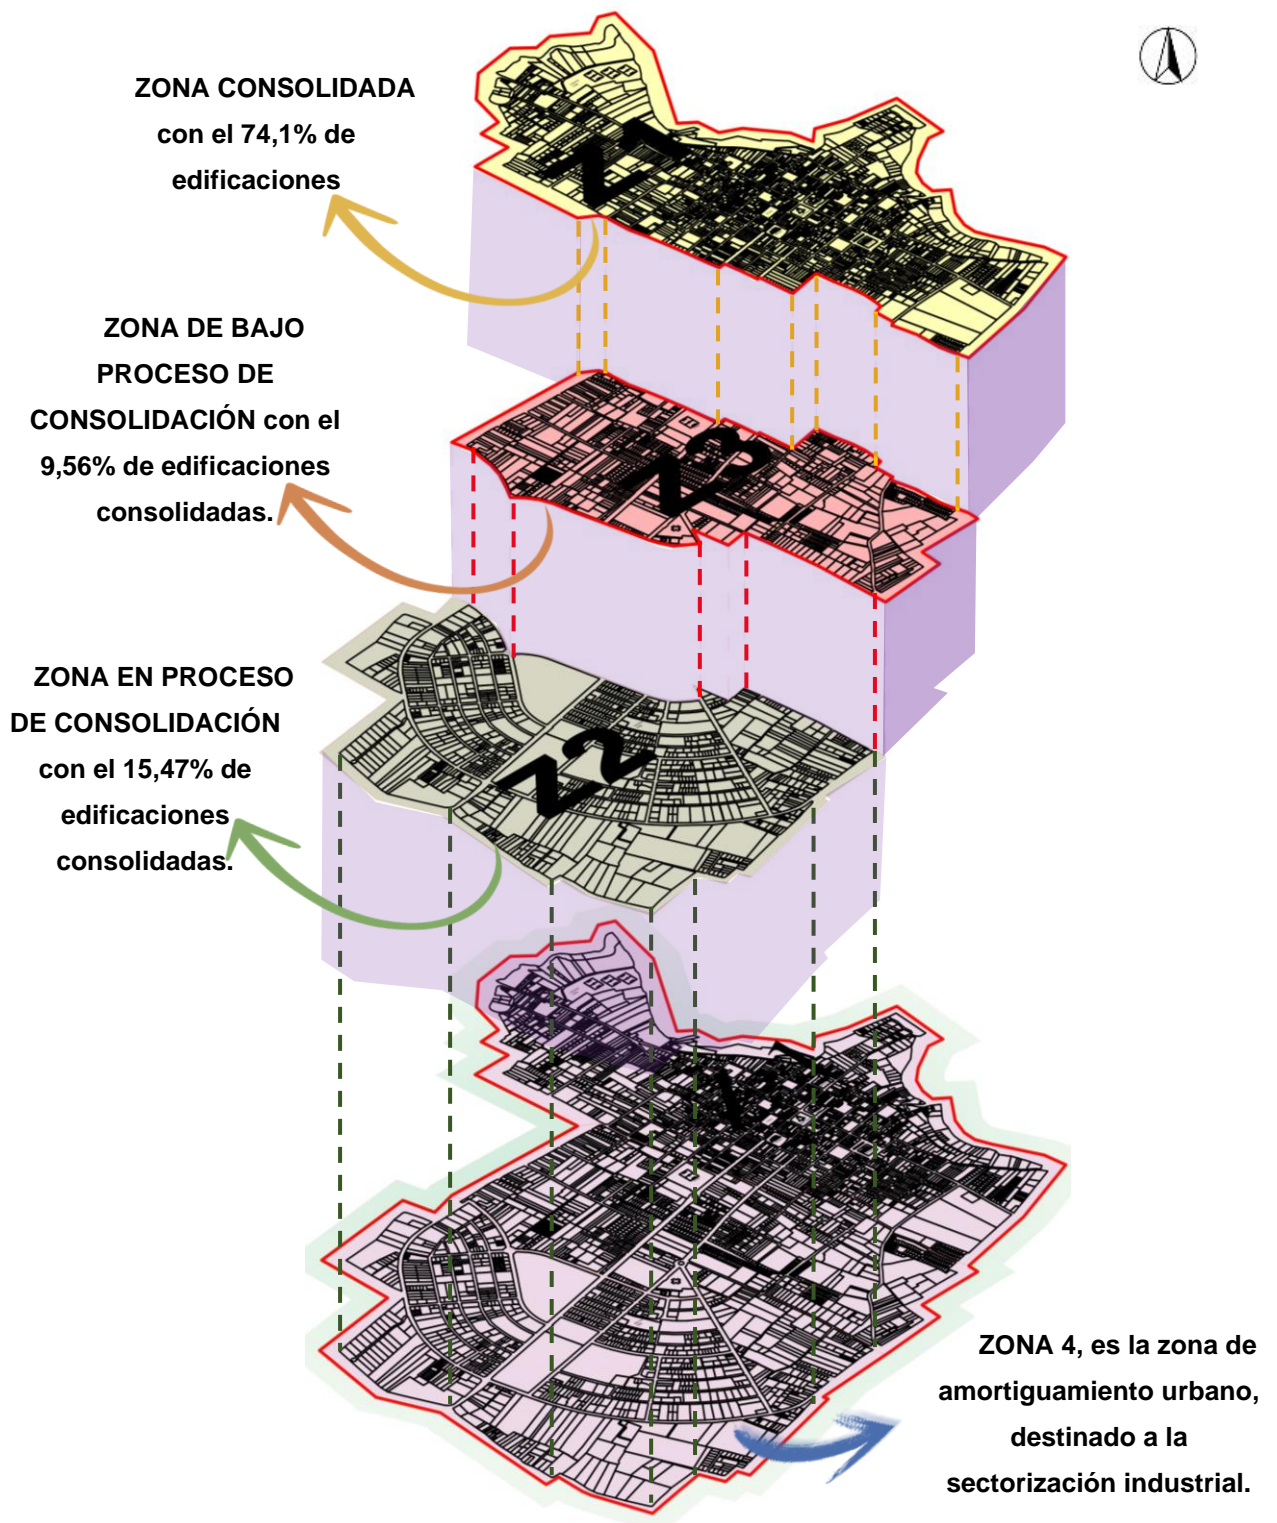 ZONA CONSOLIDADA
con el 74,1% de
edificaciones
Z1
ZONA DE BAJO
PROCESO DE
CONSOLIDACIÓN con el
9,56% de edificaciones
consolidadas.
Z3
ZONA EN PROCESO
DE CONSOLIDACIÓN
con el 15,47% de
edificaciones
consolidadas.
Z2
ZONA 4, es la zona de
amortiguamiento urbano,
destinado a la
sectorización industrial.